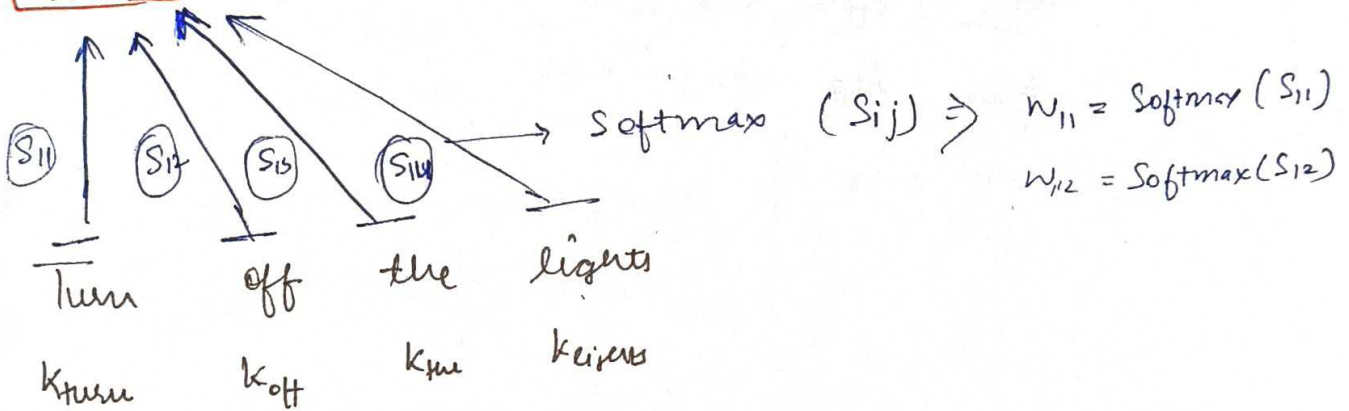 S11 S12 S13 S14 → Softmax (Sij) ⇒ W11 = Softmax (S11)
W12 = Softmax (S12)
Turn off the lights
Kturn Koff Kthe Klights